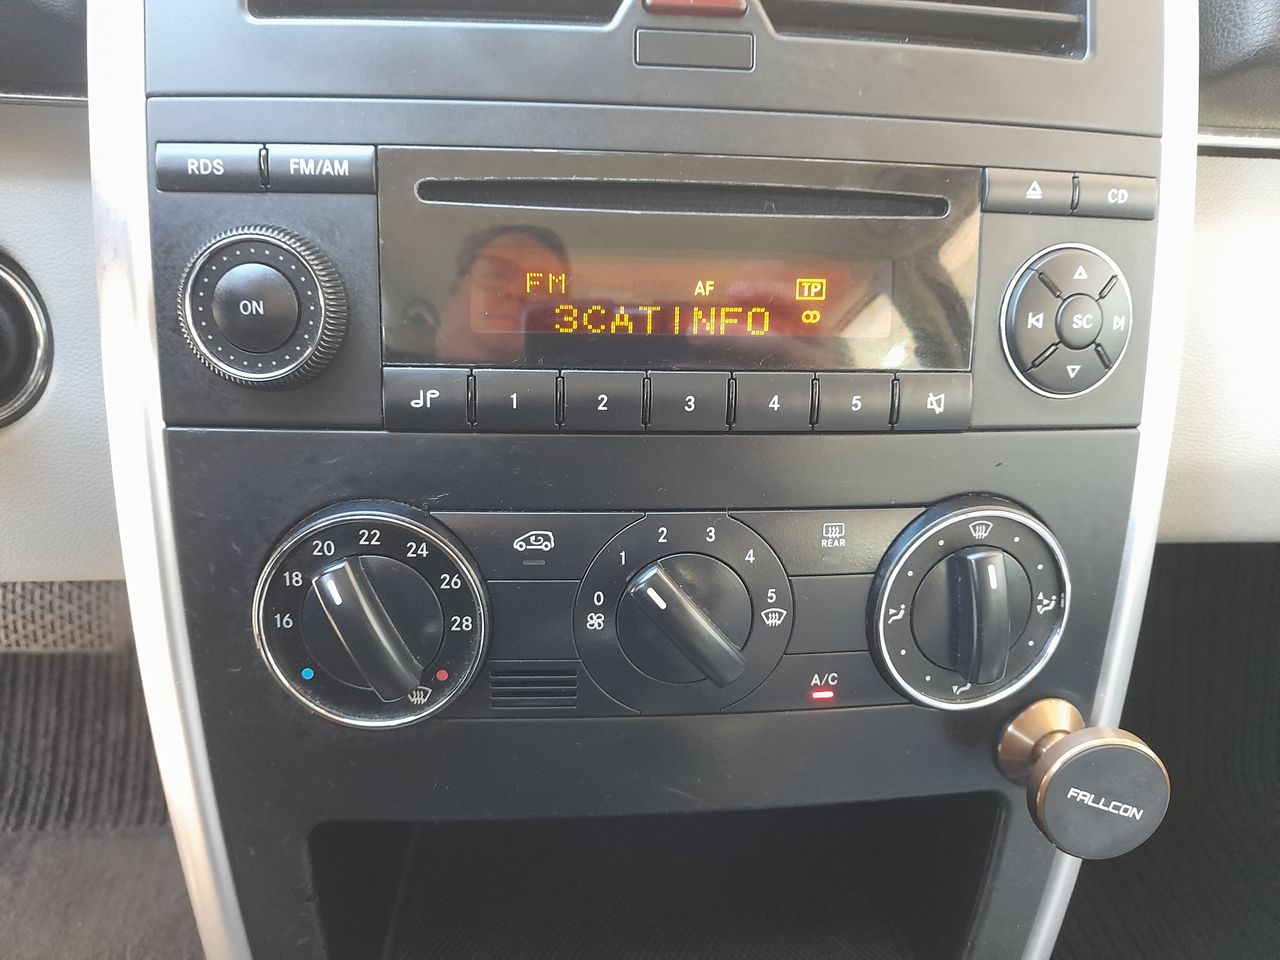 RDS FM/AM
CD
ON
FM AF TP
3CATINFO
SC
1 2 3 4 5
16 18 20 22 24 26 28
0 1 2 3 4 5
REAR
A/C
FALLCON